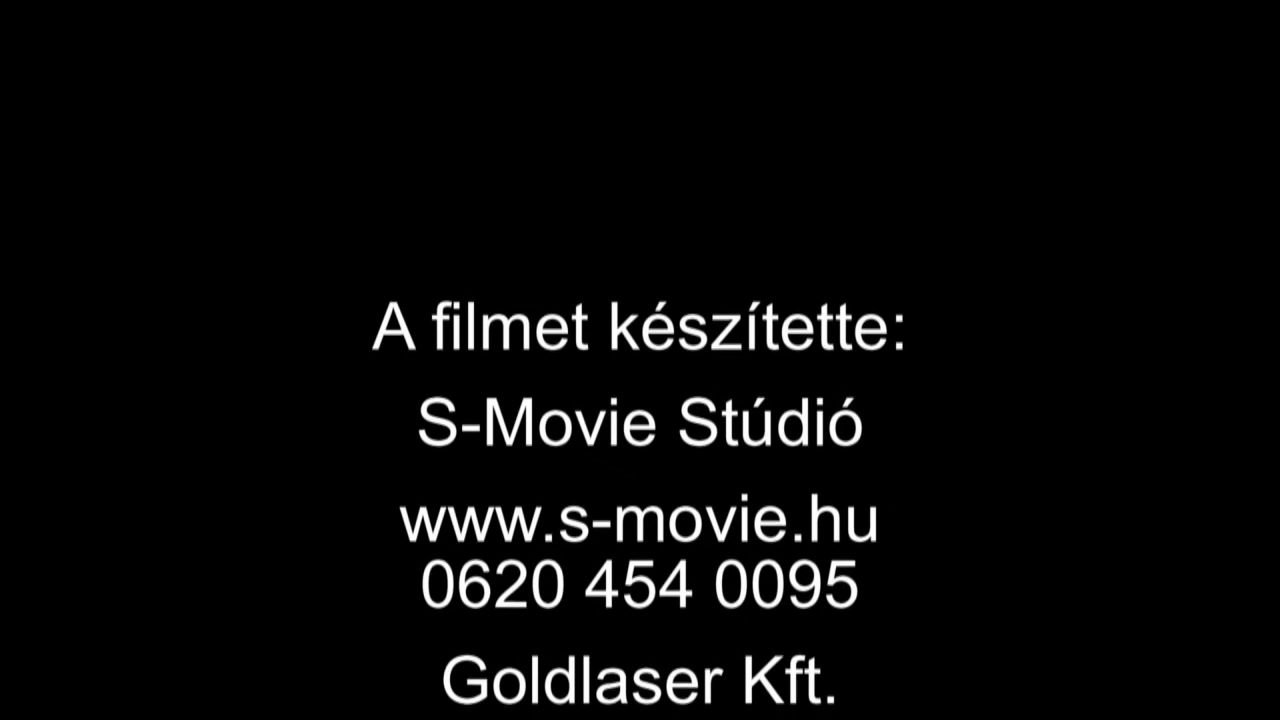 A filmet készítette:
S-Movie Stúdió
www.s-movie.hu
0620 454 0095
Goldlaser Kft.